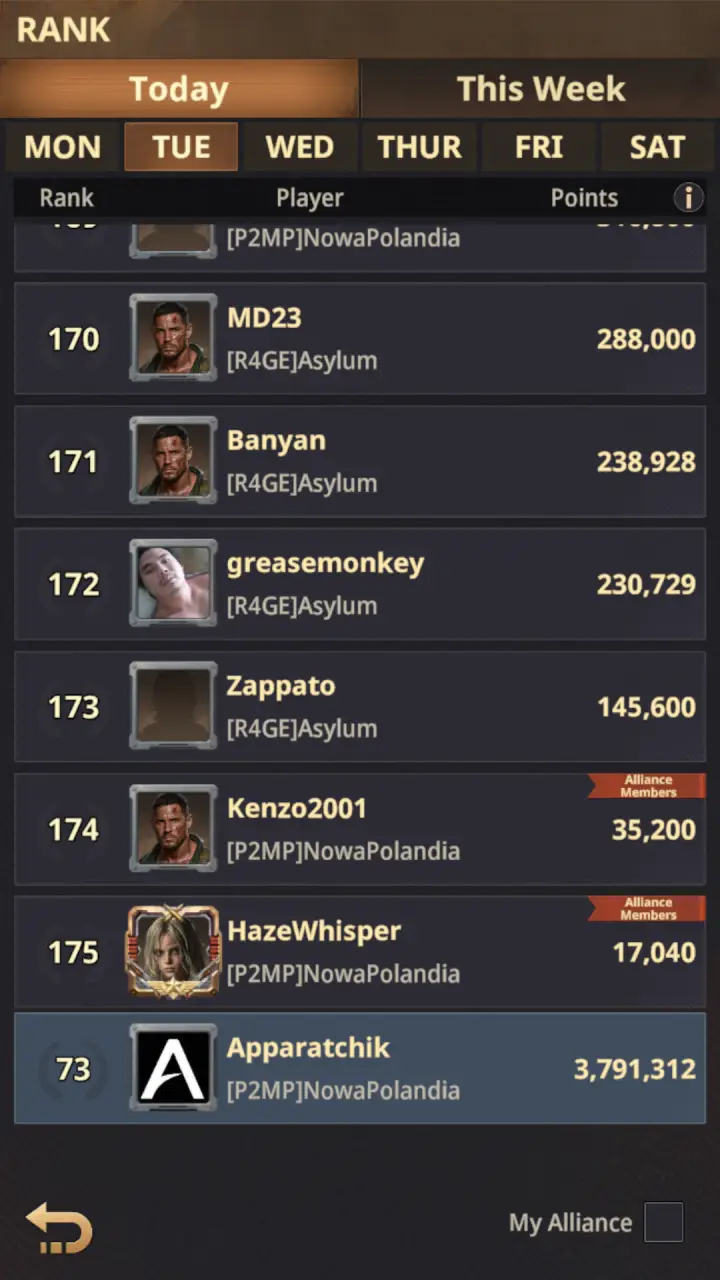 RANK
Today
This Week
MON
TUE
WED
THUR
FRI
SAT
Rank
Player
Points
[P2MP]NowaPolandia
170
MD23
[R4GE]Asylum
288,000
171
Banyan
[R4GE]Asylum
238,928
172
greasemonkey
[R4GE]Asylum
230,729
173
Zappato
[R4GE]Asylum
145,600
Alliance
Members
174
Kenzo2001
[P2MP]NowaPolandia
35,200
Alliance
Members
175
HazeWhisper
[P2MP]NowaPolandia
17,040
73
Apparatchik
[P2MP]NowaPolandia
3,791,312
My Alliance